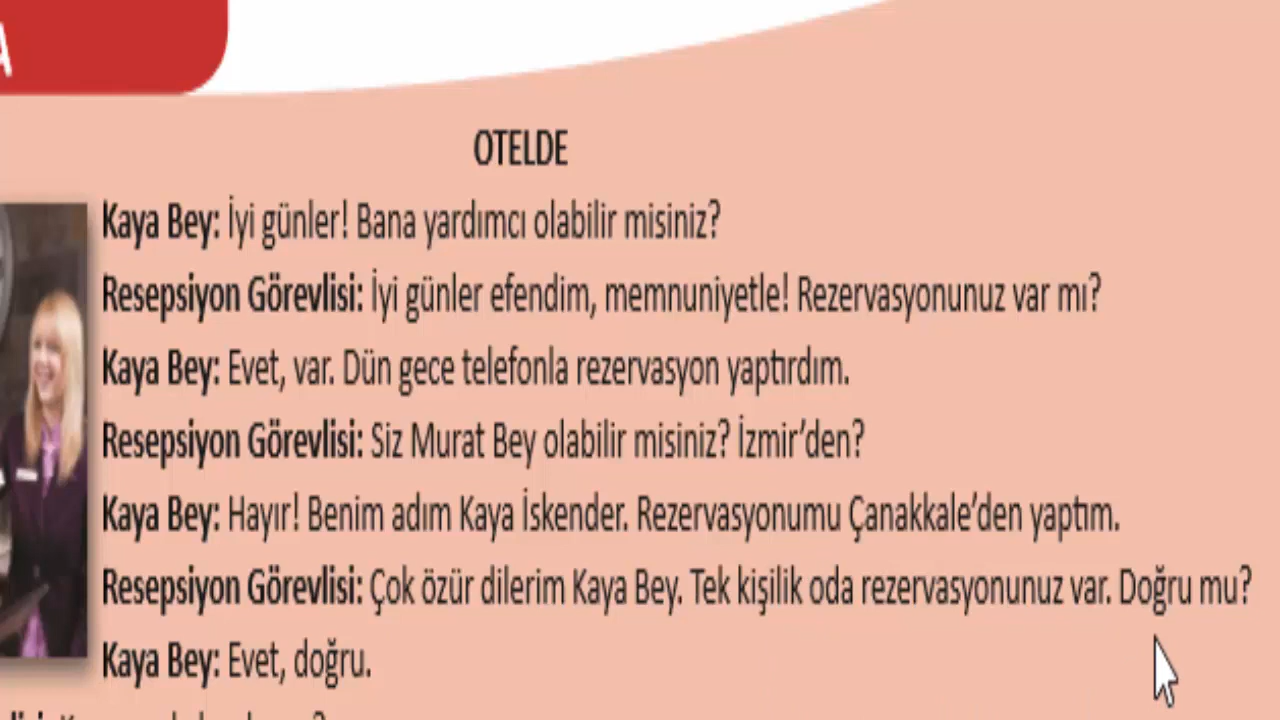 A
OTELDE
Kaya Bey: İyi günler! Bana yardımcı olabilir misiniz?
Resepsiyon Görevlisi: İyi günler efendim, memnuniyetle! Rezervasyonunuz var mı?
Kaya Bey: Evet, var. Dün gece telefonla rezervasyon yaptırdım.
Resepsiyon Görevlisi: Siz Murat Bey olabilir misiniz? İzmir’den?
Kaya Bey: Hayır! Benim adım Kaya İskender. Rezervasyonumu Çanakkale’den yaptım.
Resepsiyon Görevlisi: Çok özür dilerim Kaya Bey. Tek kişilik oda rezervasyonunuz var. Doğru mu?
Kaya Bey: Evet, doğru.